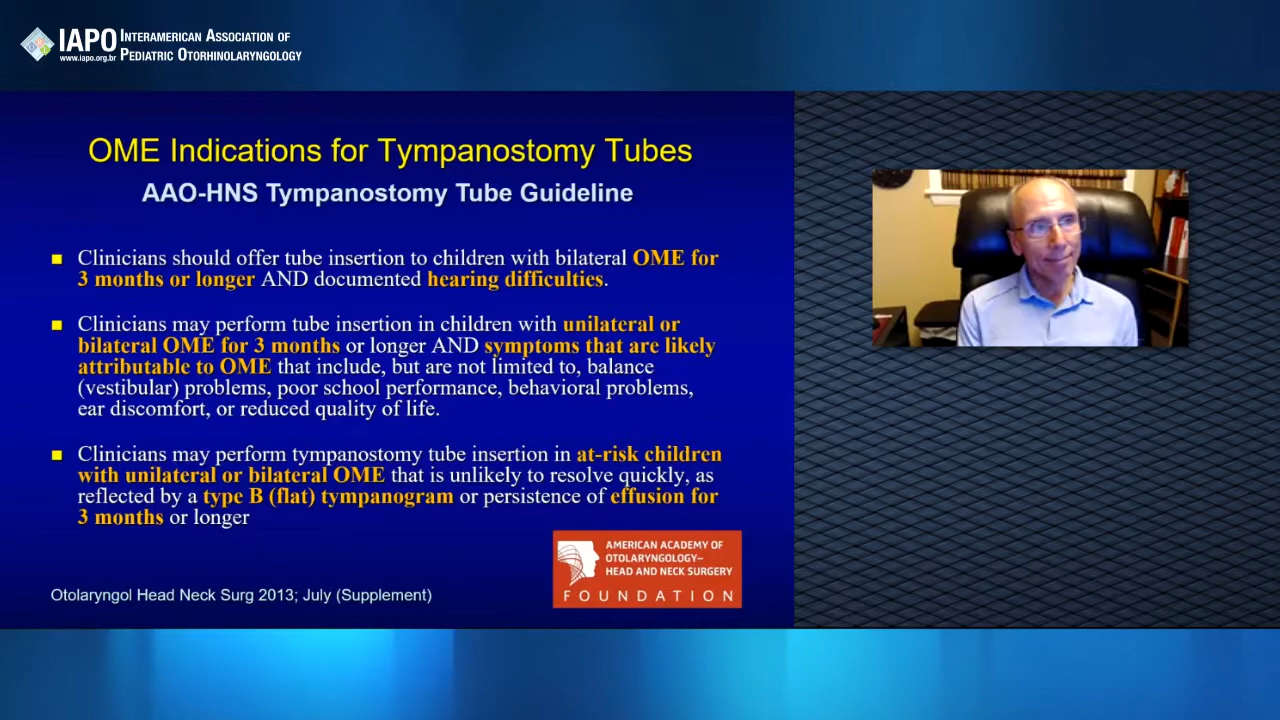 IAPO
INTERAMERICAN ASSOCIATION OF
PEDIATRIC OTORHINOLARYNGOLOGY
www.iapo.org.br
OME Indications for Tympanostomy Tubes
AAO-HNS Tympanostomy Tube Guideline
Clinicians should offer tube insertion to children with bilateral OME for
3 months or longer AND documented hearing difficulties.
Clinicians may perform tube insertion in children with unilateral or
bilateral OME for 3 months or longer AND symptoms that are likely
attributable to OME that include, but are not limited to, balance
(vestibular) problems, poor school performance, behavioral problems,
ear discomfort, or reduced quality of life.
Clinicians may perform tympanostomy tube insertion in at-risk children
with unilateral or bilateral OME that is unlikely to resolve quickly, as
reflected by a type B (flat) tympanogram or persistence of effusion for
3 months or longer
AMERICAN ACADEMY OF
OTOLARYNGOLOGY–
HEAD AND NECK SURGERY
FOUNDATION
Otolaryngol Head Neck Surg 2013; July (Supplement)